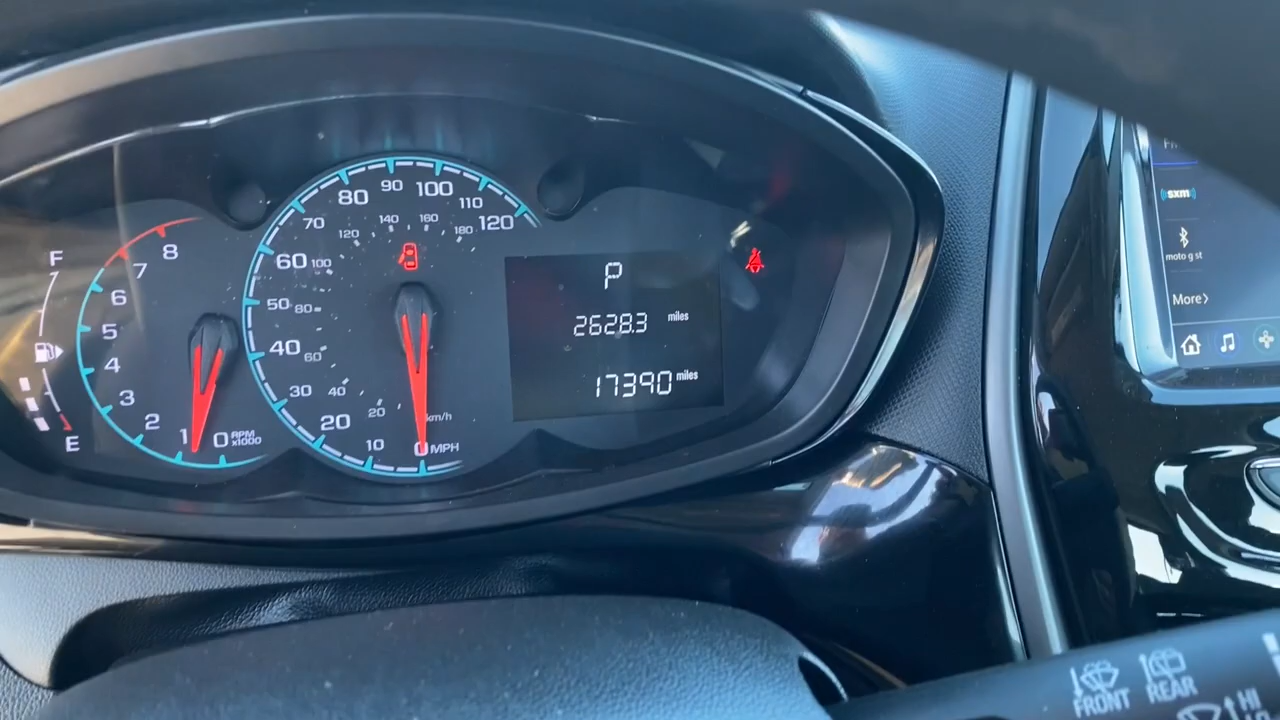 F
E
8
7
6
5
4
3
2
1
0 RPM x1000
120
110
100
90
80
70
60
50
40
30
20
10
0 MPH
180
160
140
120
100
80
60
40
20
km/h
P
2628.3 miles
17390 miles
sxm
moto g st
More>
FRONT
REAR
HI